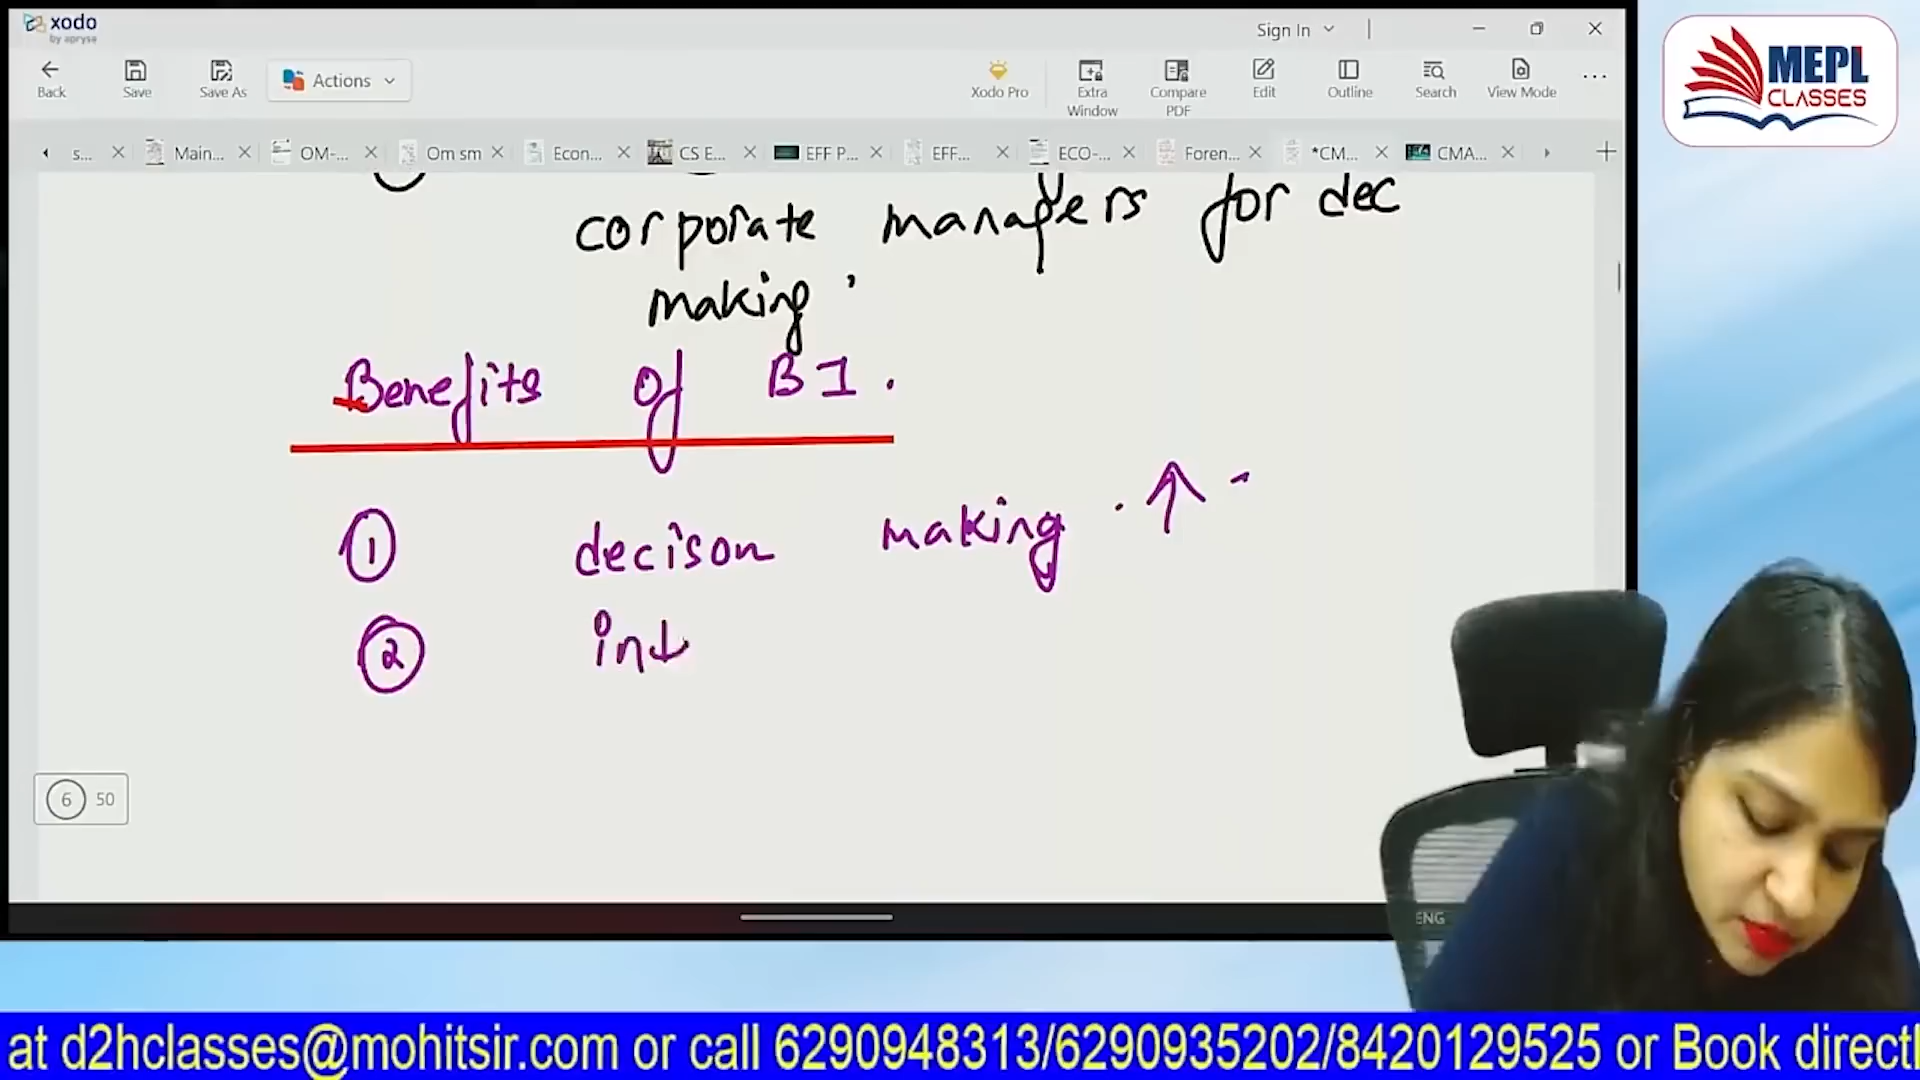 xodo
by apryse
Sign In
Back
Save
Save As
Actions
Xodo Pro
Extra Window
Compare PDF
Edit
Outline
Search
View Mode
s...
Main...
OM-...
Om sm
Econ...
CS E...
EFF P...
EFF...
ECO-...
Foren...
*CM...
CMA...
MEPL
CLASSES
corporate managers for dec
making
Benefits of BI.
① decison making . ↑
② int
6 50
ENG
at d2hclasses@mohitsir.com or call 6290948313/6290935202/8420129525 or Book directl